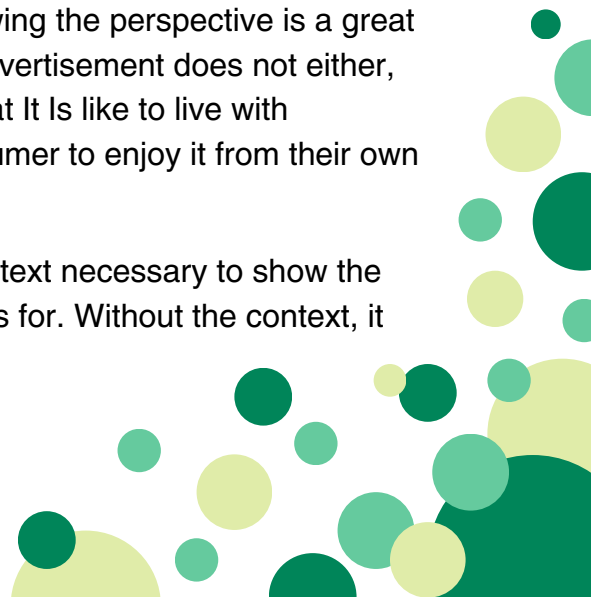 ing the perspective is a great
vertisement does not either,
at It Is like to live with
umer to enjoy it from their own
text necessary to show the
s for. Without the context, it